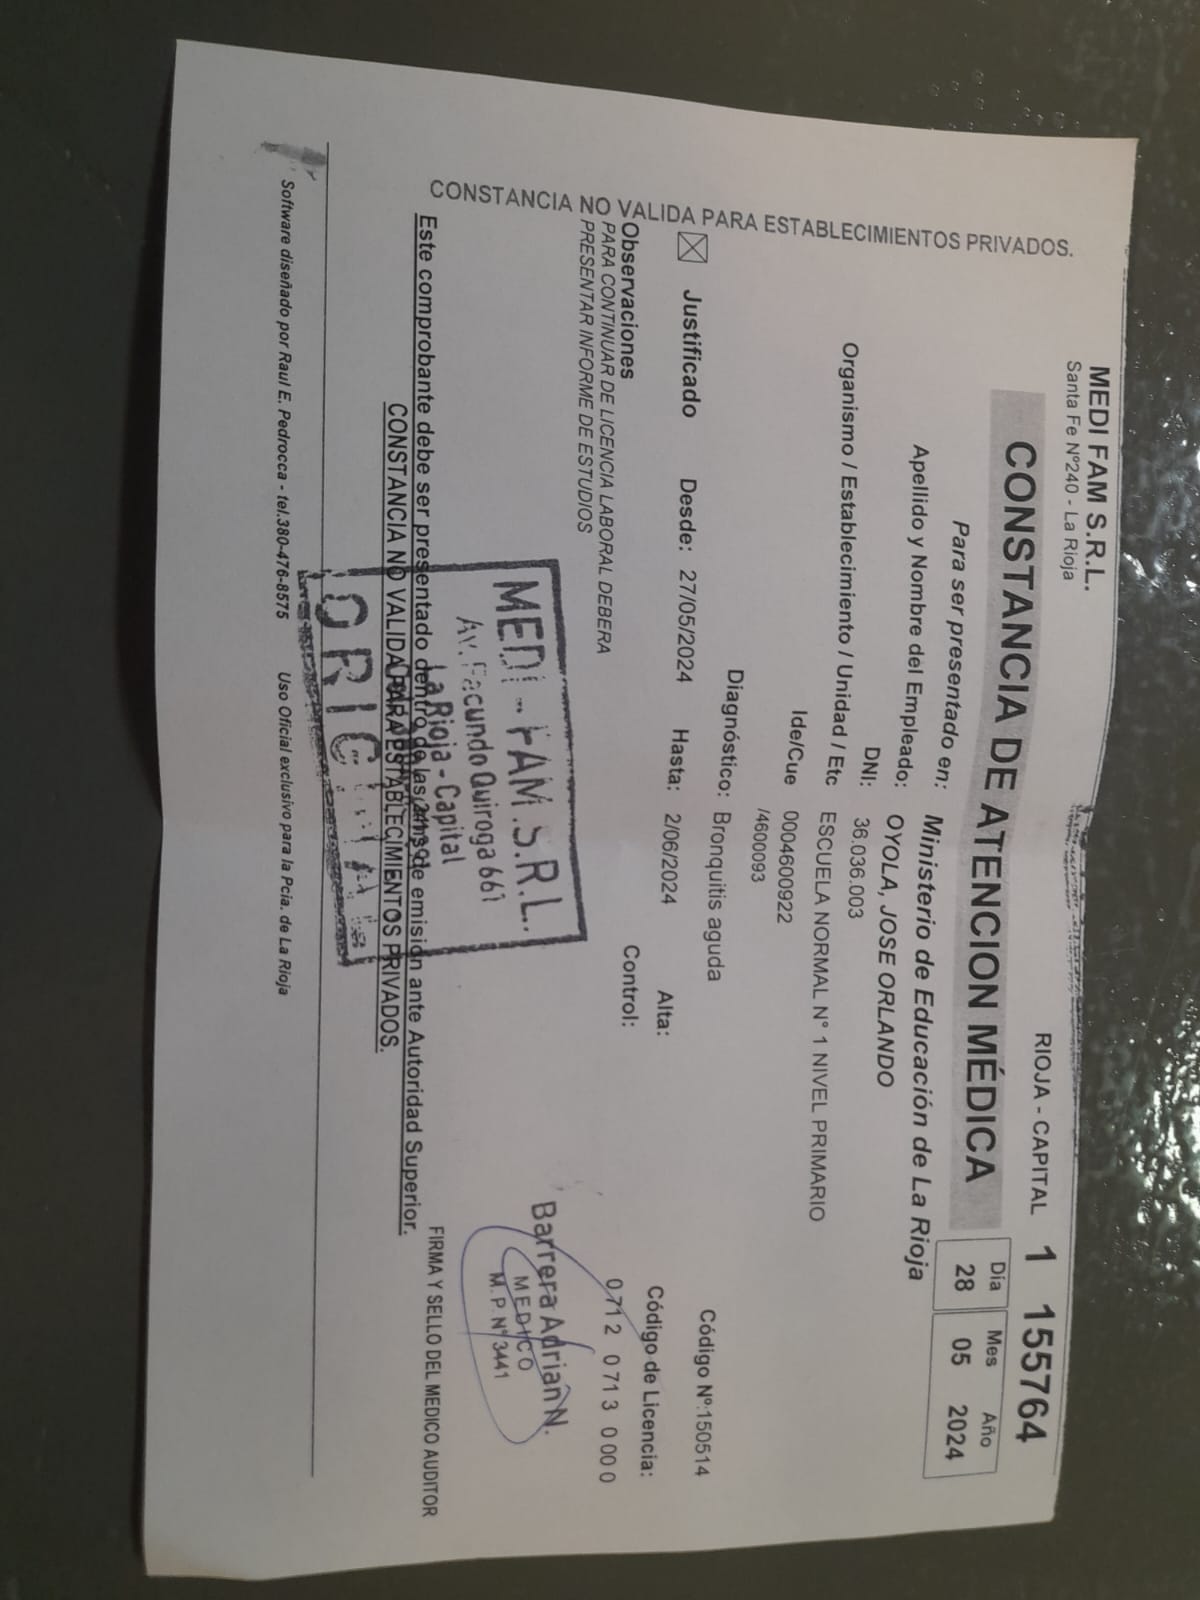 MEDI FAM S.R.L.
Santa Fe Nº240 - La Rioja
RIOJA - CAPITAL 1 155764
CONSTANCIA DE ATENCION MÉDICA
Día Mes Año
28 05 2024
Para ser presentado en: Ministerio de Educación de La Rioja
Apellido y Nombre del Empleado: OYOLA, JOSE ORLANDO
DNI: 36.036.003
Organismo / Establecimiento / Unidad / Etc ESCUELA NORMAL N° 1 NIVEL PRIMARIO
Ide/Cue 0004600922
/4600093
Diagnóstico: Bronquitis aguda
Código Nº:150514
Justificado Desde: 27/05/2024 Hasta: 2/06/2024 Alta:
Código de Licencia:
Control:
0712 0713 0000
Observaciones
PARA CONTINUAR DE LICENCIA LABORAL DEBERA
PRESENTAR INFORME DE ESTUDIOS
MEDI - FAM S.R.L.
Av. Facundo Quiroga 661
La Rioja - Capital
ORIGINAL
Barrera Adrian N.
MEDICO
M.P. Nº 3441
FIRMA Y SELLO DEL MEDICO AUDITOR
Este comprobante debe ser presentado dentro de las de emisión ante Autoridad Superior.
CONSTANCIA NO VALIDA PARA ESTABLECIMIENTOS PRIVADOS.
Software diseñado por Raul E. Pedrocca - tel.380-476-8575 Uso Oficial exclusivo para la Pcia. de La Rioja
CONSTANCIA NO VALIDA PARA ESTABLECIMIENTOS PRIVADOS.